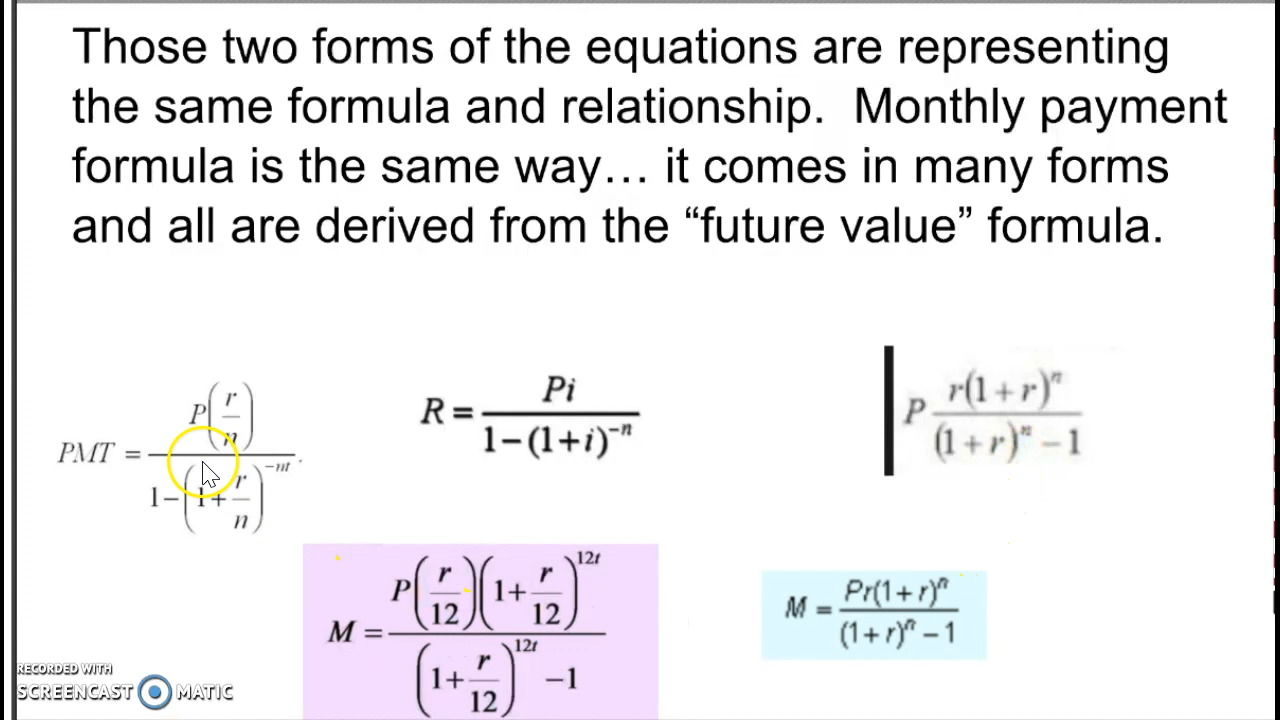 Those two forms of the equations are representing
the same formula and relationship.  Monthly payment
formula is the same way… it comes in many forms
and all are derived from the “future value” formula.
PMT = P(r/n) / 1−(1+r/n)^−nt .
R = Pi / 1−(1+i)^−n
P r(1+r)^n / (1+r)^n −1
M = P(r/12)(1+r/12)^12t / (1+r/12)^12t −1
M = Pr(1+r)^n / (1+r)^n −1
RECORDED WITH
SCREENCAST MATIC